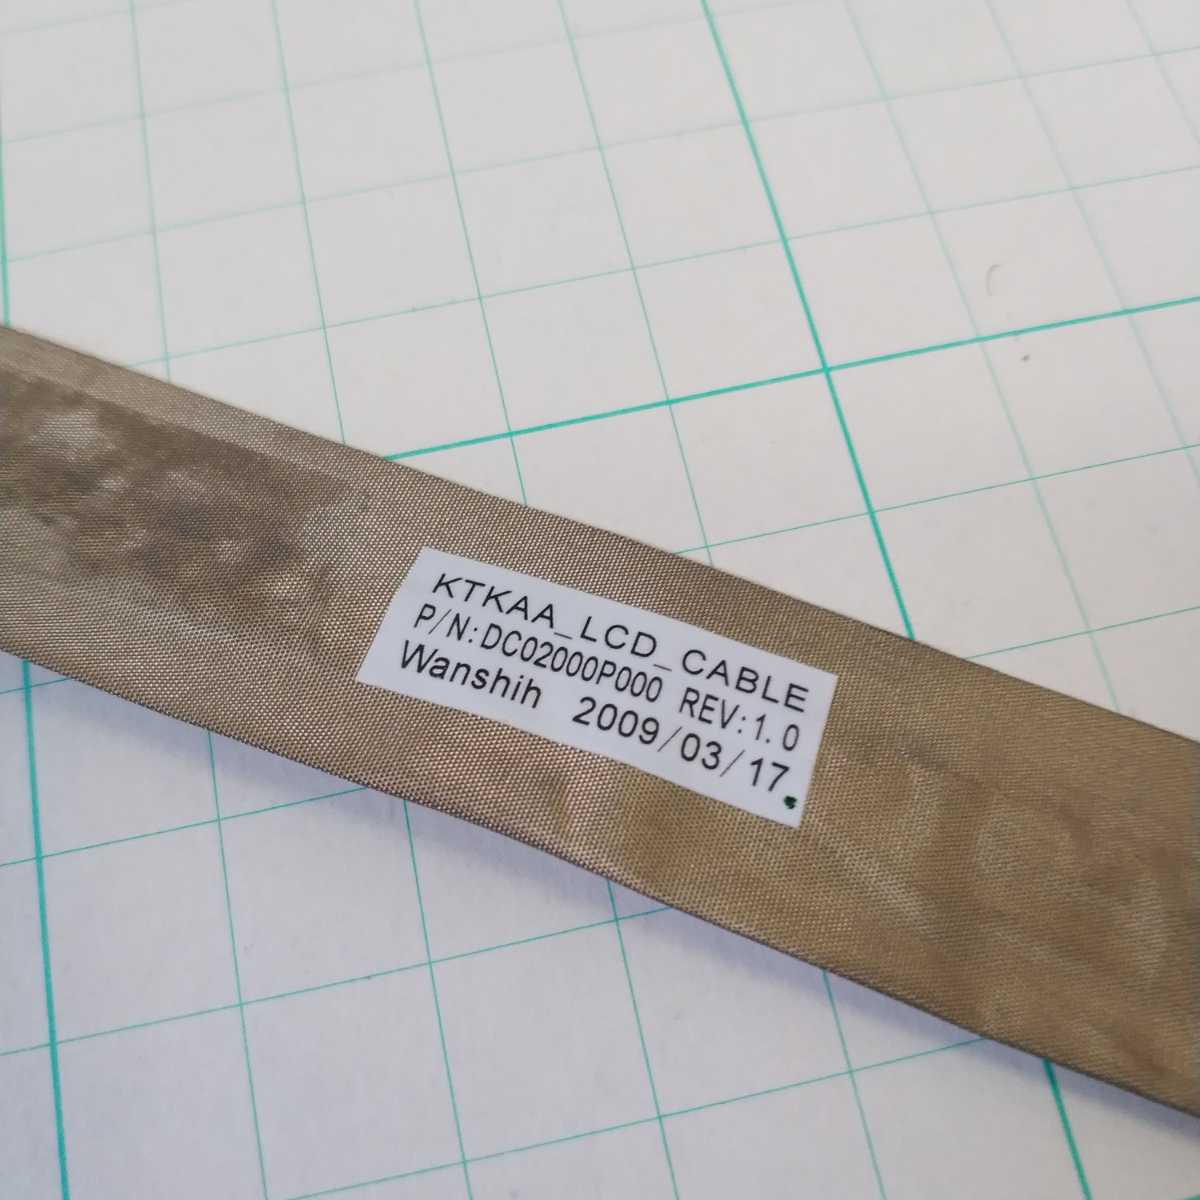 KTKAA_LCD_CABLE
P/N:DC02000P000 REV:1.0
Wanshih 2009/03/17